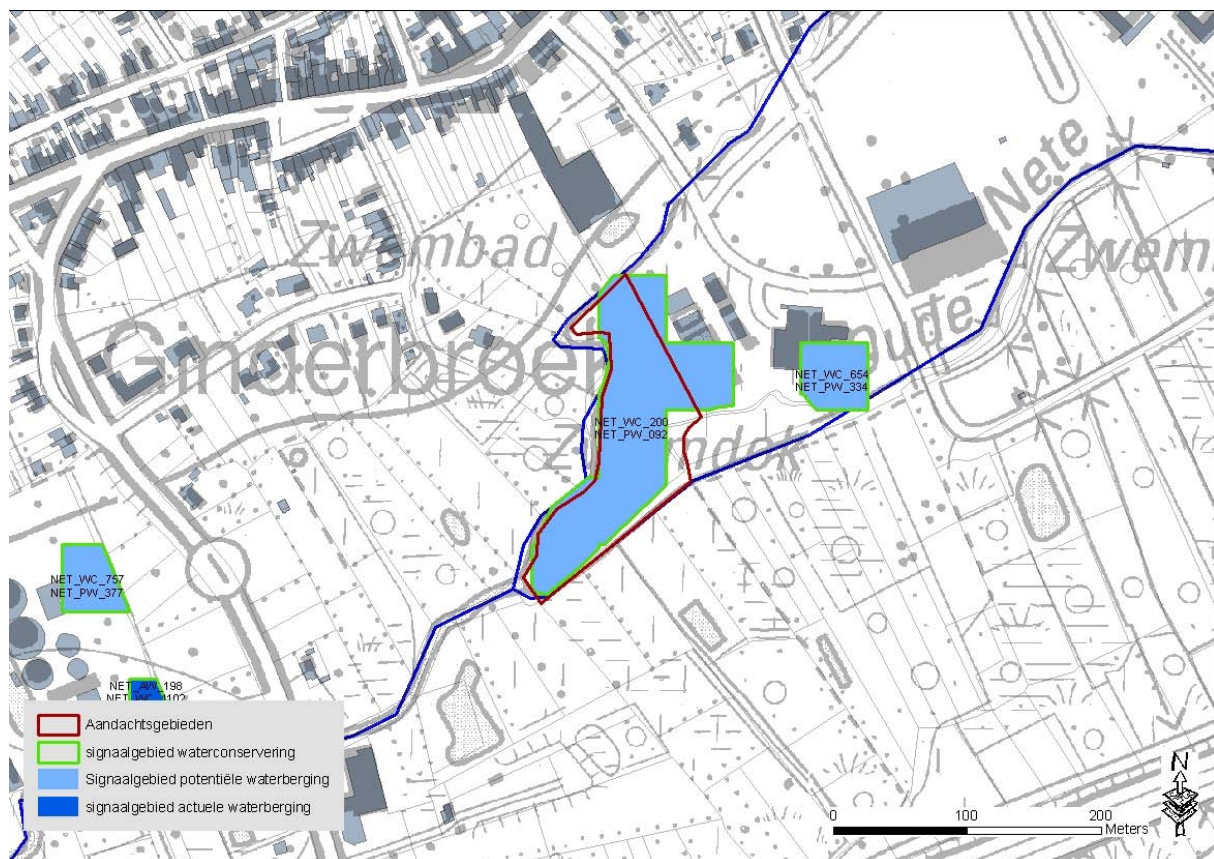 Zwembad
Ginderbroek
Oude Nete
NET_WC_654
NET_PW_334
NET_WC_200
NET_PW_092
NET_WC_757
NET_PW_377
NET_AW_198
Aandachtsgebieden
signaalgebied waterconservering
Signaalgebied potentiële waterberging
signaalgebied actuele waterberging
N
0 100 200
Meters